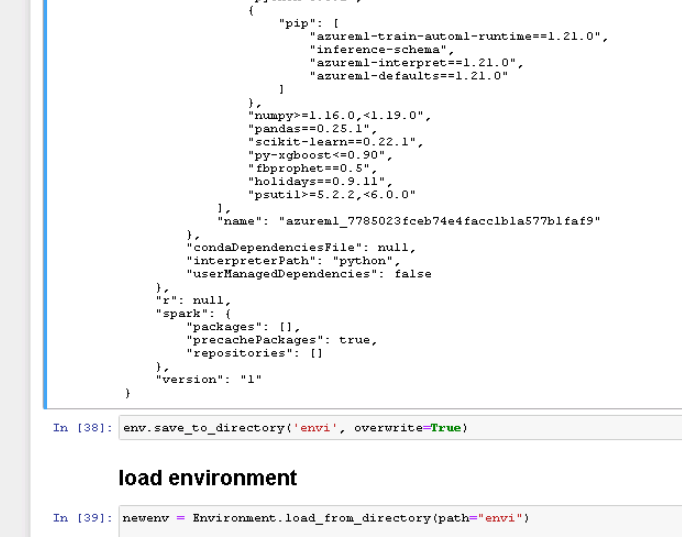 {
"pip": [
"azureml-train-automl-runtime==1.21.0",
"inference-schema",
"azureml-interpret==1.21.0",
"azureml-defaults==1.21.0"
]
},
"numpy>=1.16.0,<1.19.0",
"pandas==0.25.1",
"scikit-learn==0.22.1",
"py-xgboost<=0.90",
"fbprophet==0.5",
"holidays==0.9.11",
"psutil>=5.2.2,<6.0.0"
],
"name": "azureml_7785023fceb74e4facc1b1a577b1faf9"
},
"condaDependenciesFile": null,
"interpreterPath": "python",
"userManagedDependencies": false
},
"r": null,
"spark": {
"packages": [],
"precachePackages": true,
"repositories": []
},
"version": "1"
}
In [38]: env.save_to_directory('envi', overwrite=True)
load environment
In [39]: newenv = Environment.load_from_directory(path="envi")